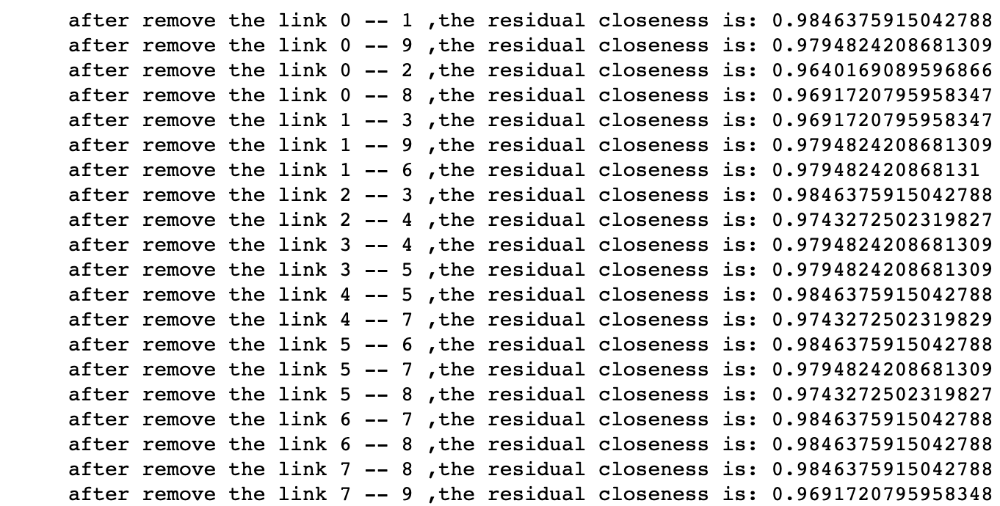 after remove the link 0 -- 1 ,the residual closeness is: 0.9846375915042788
after remove the link 0 -- 9 ,the residual closeness is: 0.9794824208681309
after remove the link 0 -- 2 ,the residual closeness is: 0.9640169089596866
after remove the link 0 -- 8 ,the residual closeness is: 0.9691720795958347
after remove the link 1 -- 3 ,the residual closeness is: 0.9691720795958347
after remove the link 1 -- 9 ,the residual closeness is: 0.9794824208681309
after remove the link 1 -- 6 ,the residual closeness is: 0.979482420868131
after remove the link 2 -- 3 ,the residual closeness is: 0.9846375915042788
after remove the link 2 -- 4 ,the residual closeness is: 0.9743272502319827
after remove the link 3 -- 4 ,the residual closeness is: 0.9794824208681309
after remove the link 3 -- 5 ,the residual closeness is: 0.9794824208681309
after remove the link 4 -- 5 ,the residual closeness is: 0.9846375915042788
after remove the link 4 -- 7 ,the residual closeness is: 0.9743272502319829
after remove the link 5 -- 6 ,the residual closeness is: 0.9846375915042788
after remove the link 5 -- 7 ,the residual closeness is: 0.9794824208681309
after remove the link 5 -- 8 ,the residual closeness is: 0.9743272502319827
after remove the link 6 -- 7 ,the residual closeness is: 0.9846375915042788
after remove the link 6 -- 8 ,the residual closeness is: 0.9846375915042788
after remove the link 7 -- 8 ,the residual closeness is: 0.9846375915042788
after remove the link 7 -- 9 ,the residual closeness is: 0.9691720795958348